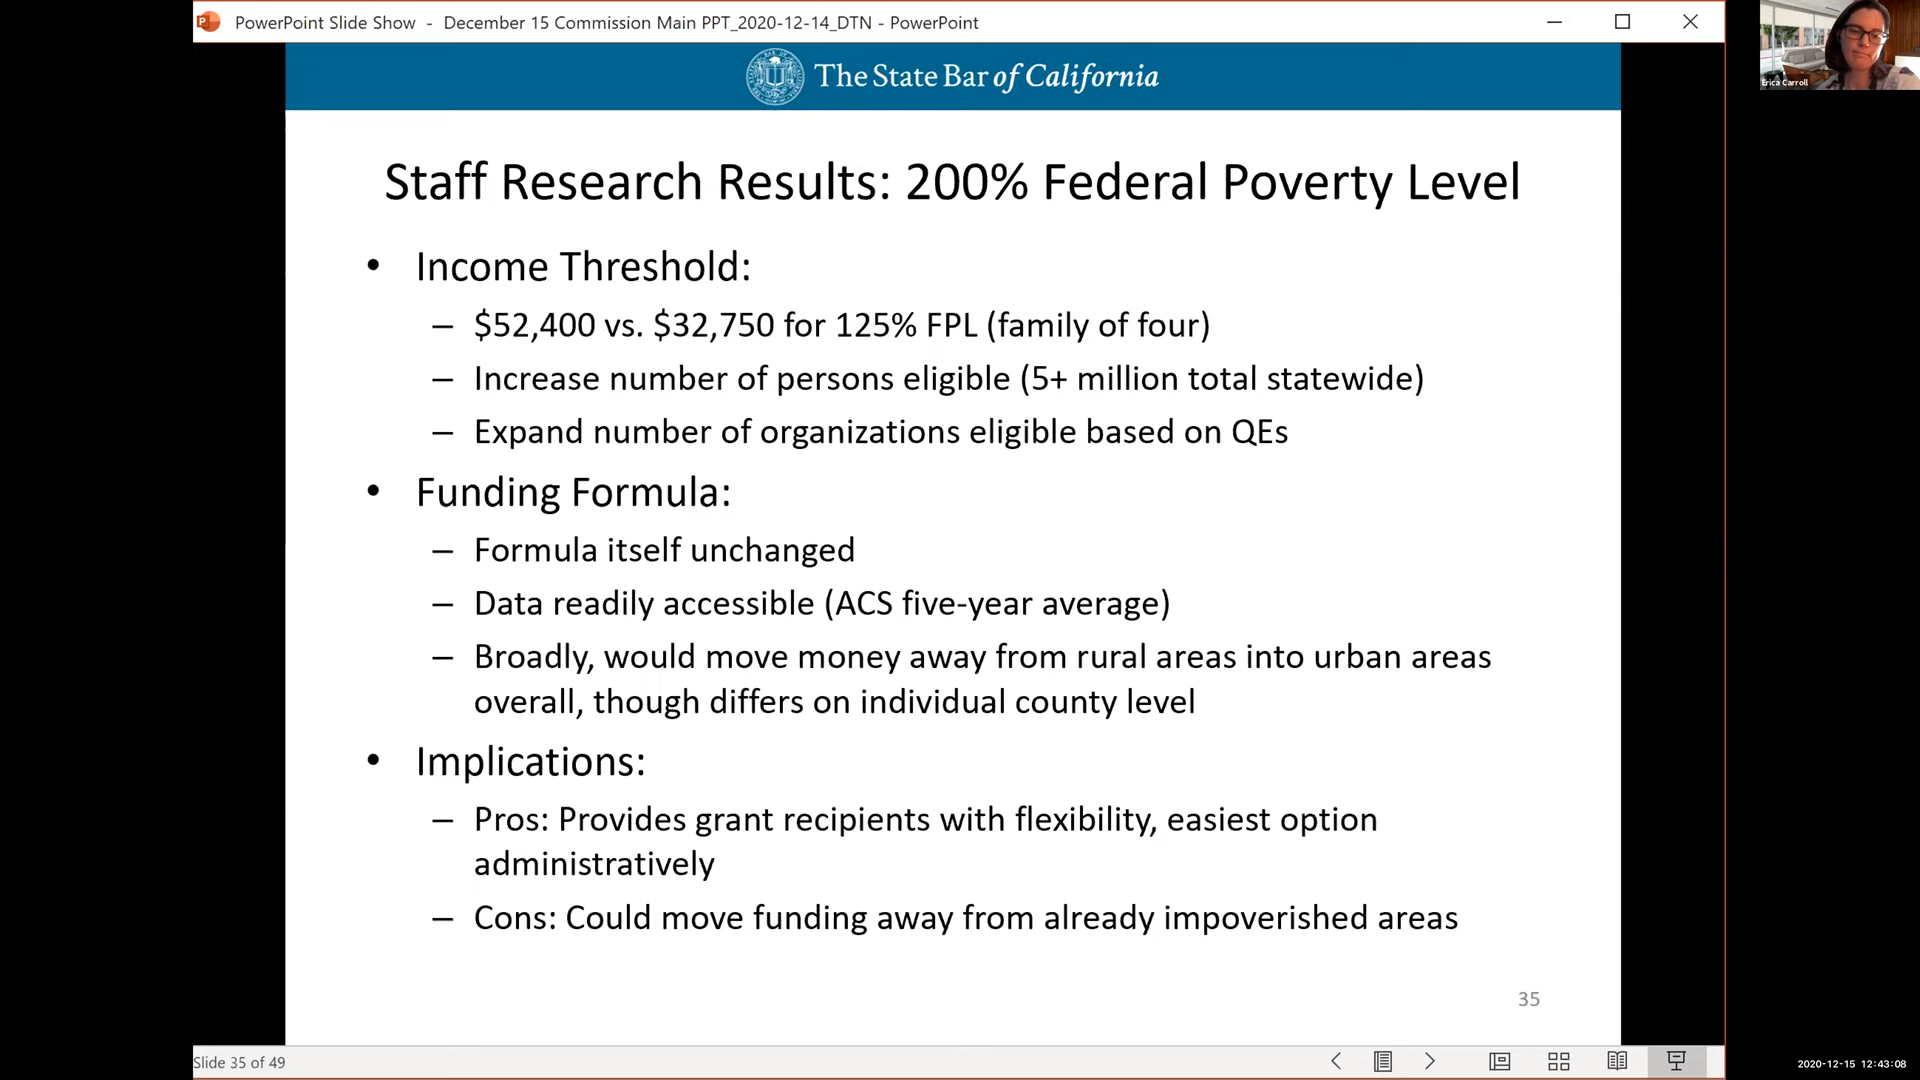 PowerPoint Slide Show - December 15 Commission Main PPT_2020-12-14_DTN - PowerPoint
Erica Carroll
The State Bar of California
Staff Research Results: 200% Federal Poverty Level
• Income Threshold:
– $52,400 vs. $32,750 for 125% FPL (family of four)
– Increase number of persons eligible (5+ million total statewide)
– Expand number of organizations eligible based on QEs
• Funding Formula:
– Formula itself unchanged
– Data readily accessible (ACS five-year average)
– Broadly, would move money away from rural areas into urban areas
overall, though differs on individual county level
• Implications:
– Pros: Provides grant recipients with flexibility, easiest option
administratively
– Cons: Could move funding away from already impoverished areas
35
Slide 35 of 49
2020-12-15 12:43:08